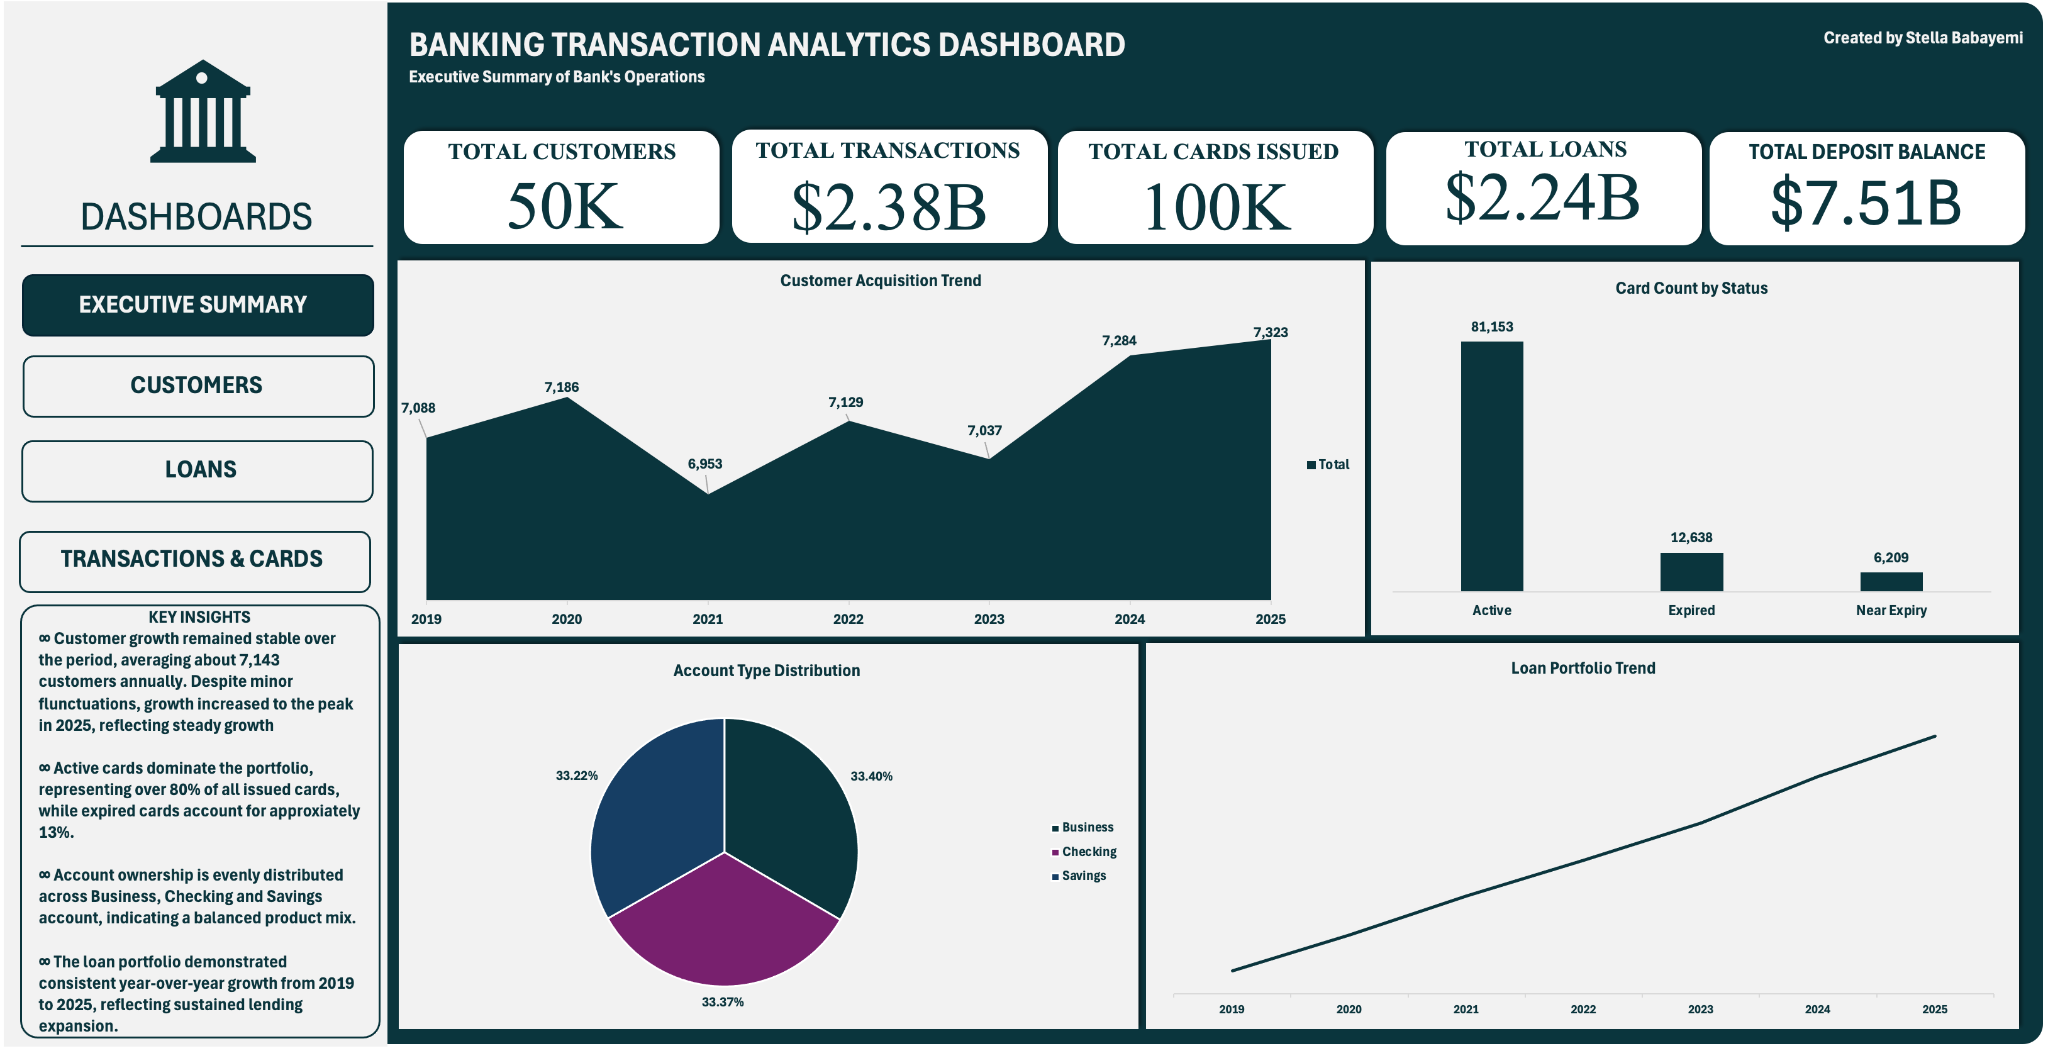 DASHBOARDS
EXECUTIVE SUMMARY
CUSTOMERS
LOANS
TRANSACTIONS & CARDS
KEY INSIGHTS
∞ Customer growth remained stable over
the period, averaging about 7,143
customers annually. Despite minor
flunctuations, growth increased to the peak
in 2025, reflecting steady growth
∞ Active cards dominate the portfolio,
representing over 80% of all issued cards,
while expired cards account for approxiately
13%.
∞ Account ownership is evenly distributed
across Business, Checking and Savings
account, indicating a balanced product mix.
∞ The loan portfolio demonstrated
consistent year-over-year growth from 2019
to 2025, reflecting sustained lending
expansion.
BANKING TRANSACTION ANALYTICS DASHBOARD
Executive Summary of Bank's Operations
Created by Stella Babayemi
TOTAL CUSTOMERS
50K
TOTAL TRANSACTIONS
$2.38B
TOTAL CARDS ISSUED
100K
TOTAL LOANS
$2.24B
TOTAL DEPOSIT BALANCE
$7.51B
Customer Acquisition Trend
7,088
7,186
6,953
7,129
7,037
7,284
7,323
Total
2019 2020 2021 2022 2023 2024 2025
Card Count by Status
81,153
12,638
6,209
Active Expired Near Expiry
Account Type Distribution
33.22%
33.40%
33.37%
Business
Checking
Savings
Loan Portfolio Trend
2019 2020 2021 2022 2023 2024 2025